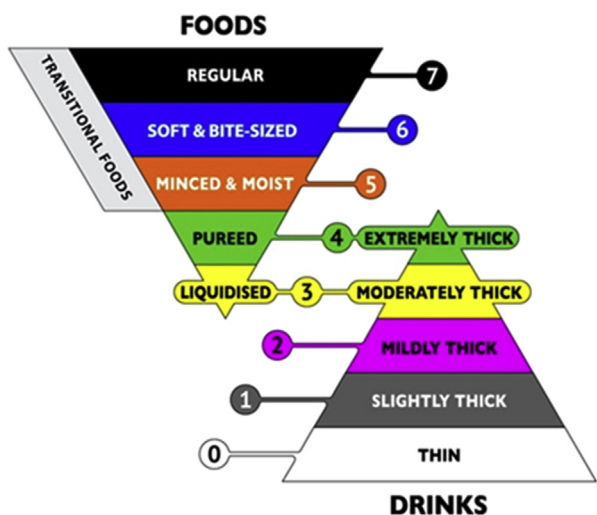 FOODS
TRANSITIONAL FOODS
REGULAR
7
SOFT & BITE-SIZED
6
MINCED & MOIST
5
PUREED
4
EXTREMELY THICK
LIQUIDISED
3
MODERATELY THICK
2
MILDLY THICK
1
SLIGHTLY THICK
0
THIN
DRINKS